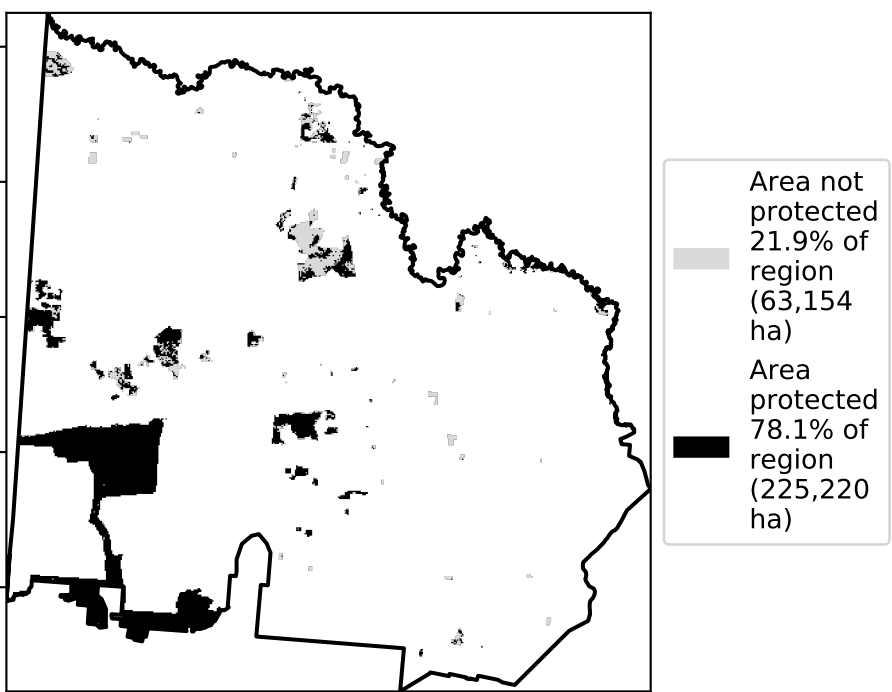 Area not
protected
21.9% of
region
(63,154
ha)
Area
protected
78.1% of
region
(225,220
ha)